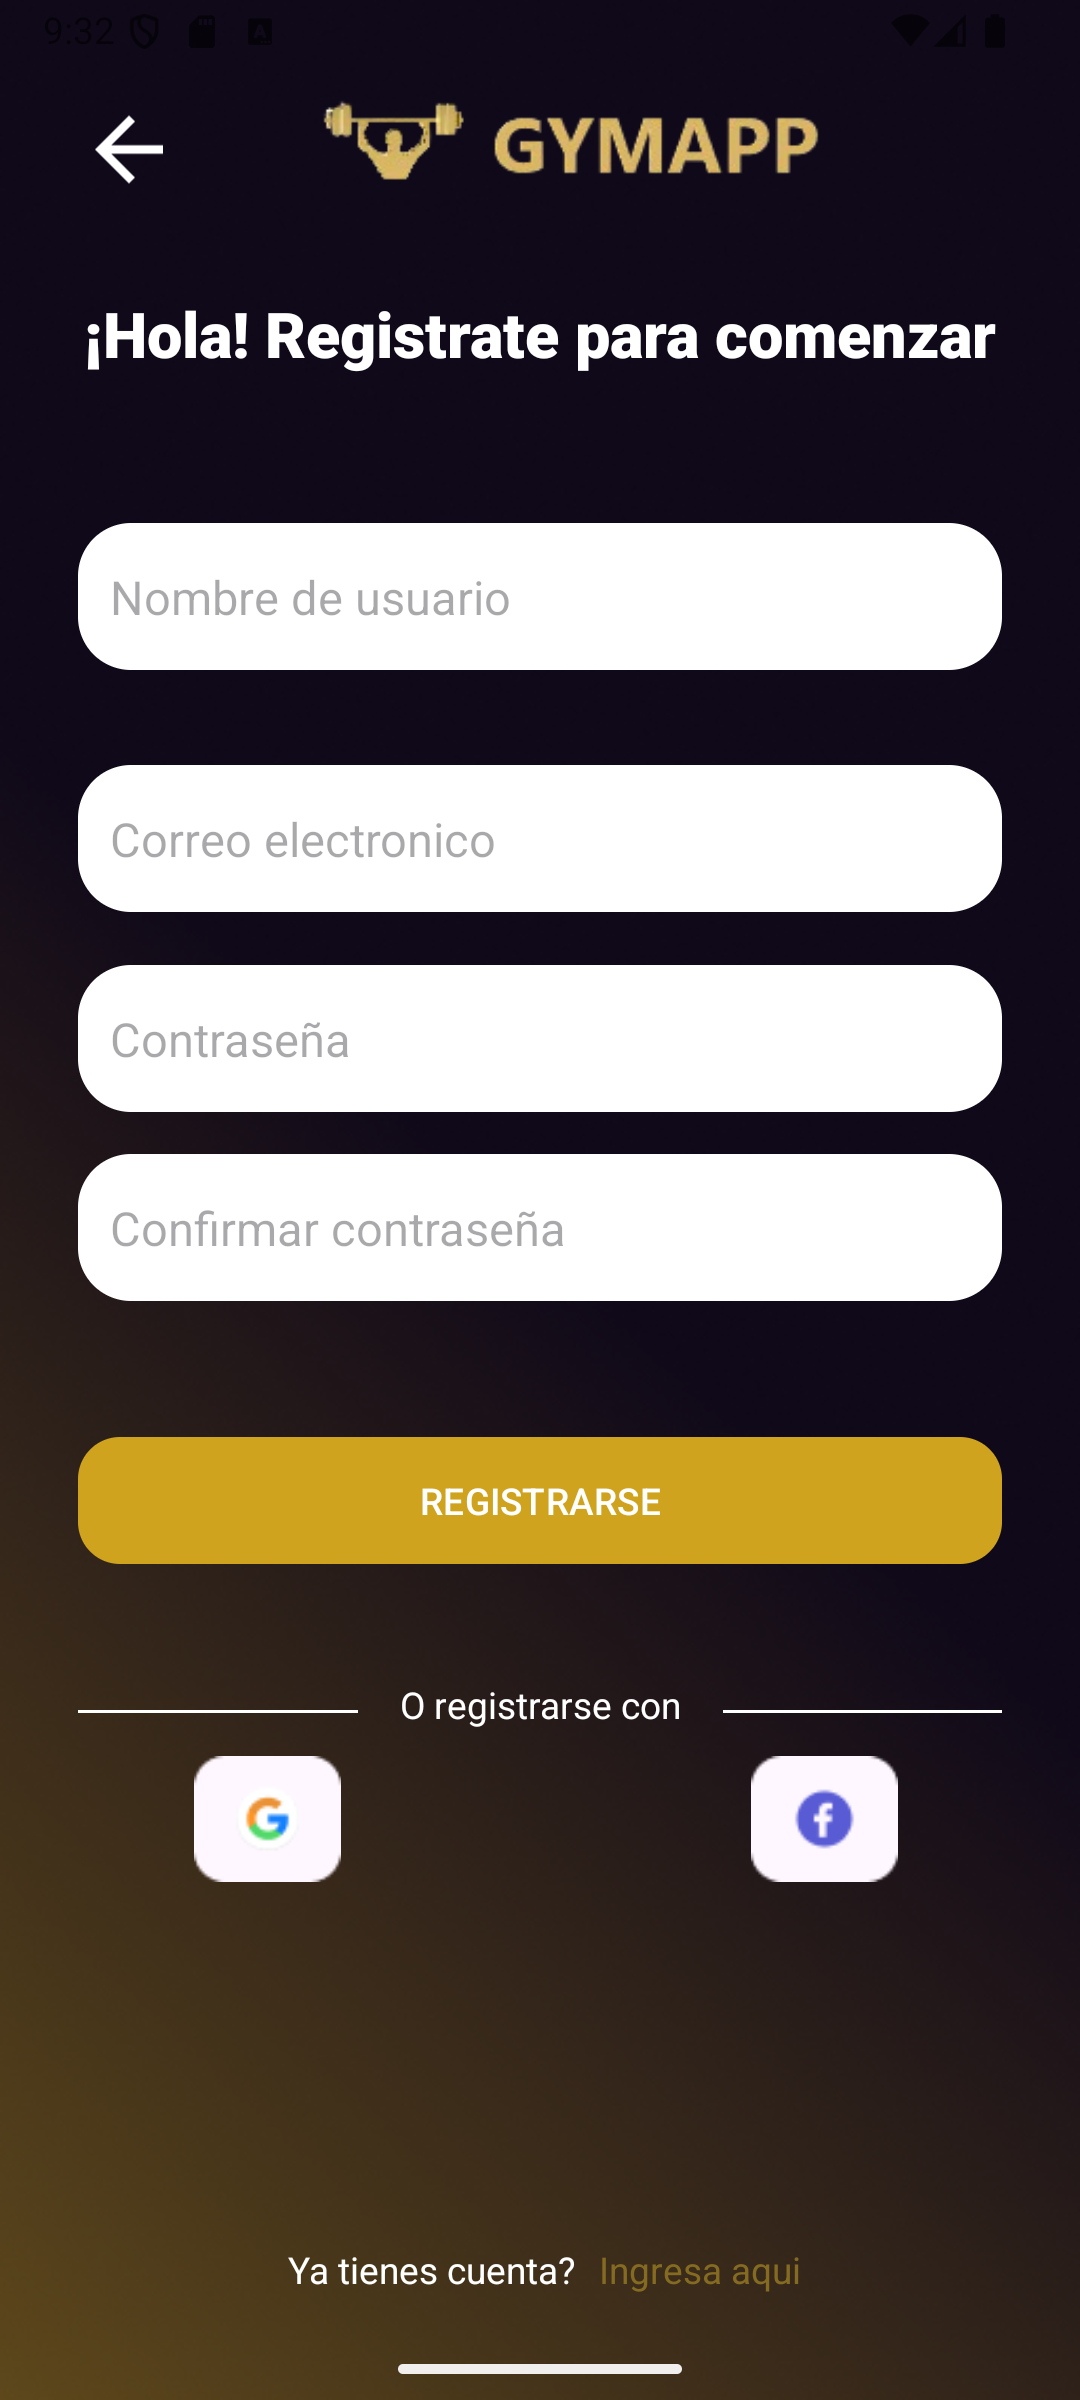 9:32
GYMAPP
¡Hola! Registrate para comenzar
Nombre de usuario
Correo electronico
Contraseña
Confirmar contraseña
REGISTRARSE
O registrarse con
Ya tienes cuenta? Ingresa aqui